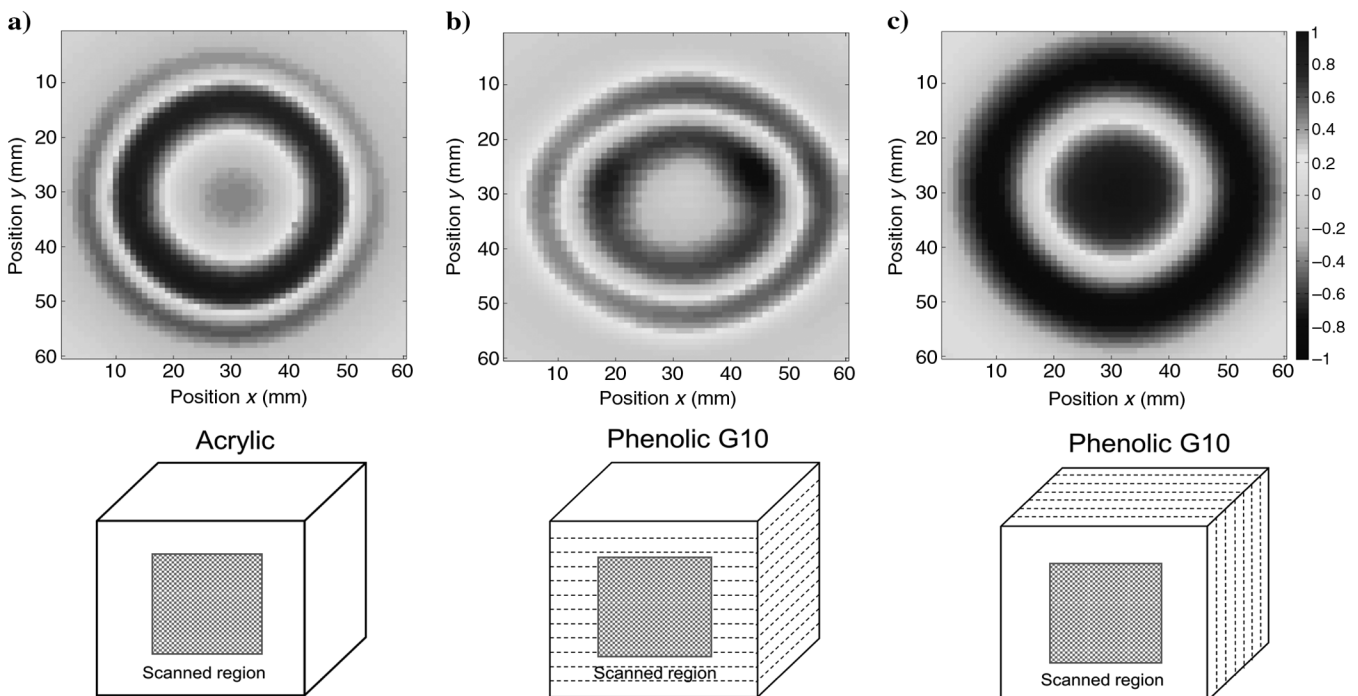 a)
10
20
30
40
50
60
Position y (mm)
10 20 30 40 50 60
Position x (mm)
b)
10
20
30
40
50
60
Position y (mm)
10 20 30 40 50 60
Position x (mm)
c)
10
20
30
40
50
60
Position y (mm)
10 20 30 40 50 60
Position x (mm)
1
0.8
0.6
0.4
0.2
0
–0.2
–0.4
–0.6
–0.8
–1
Acrylic
Scanned region
Phenolic G10
Scanned region
Phenolic G10
Scanned region